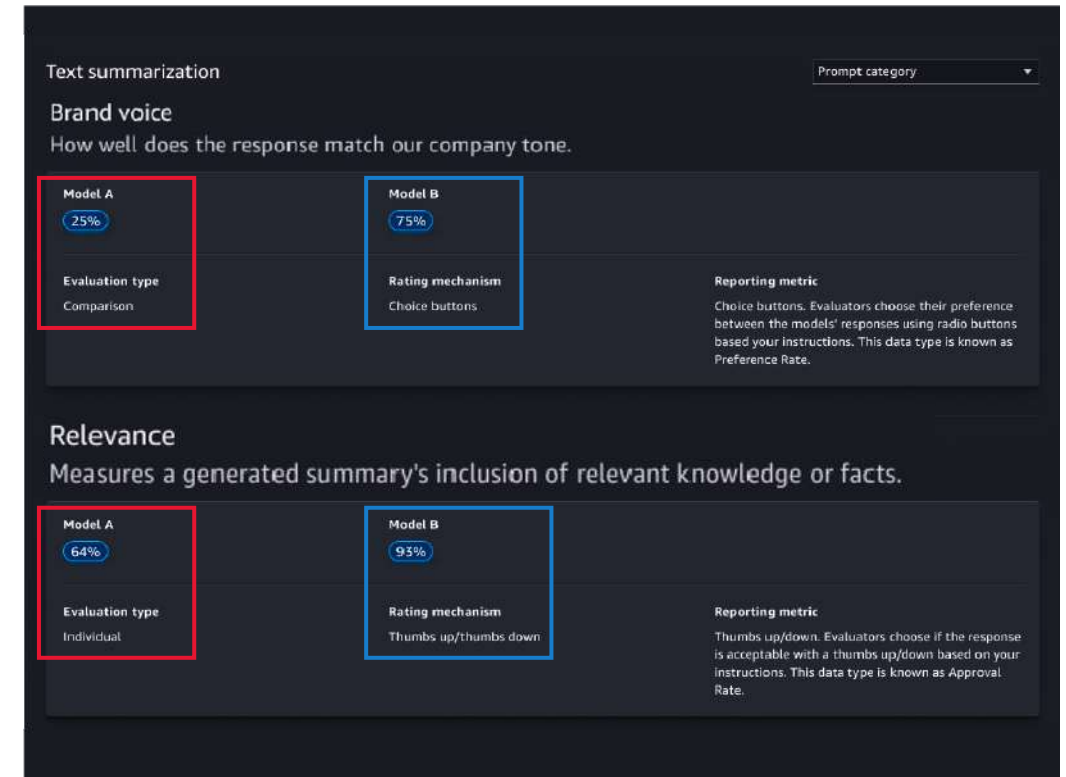 Text summarization
Prompt category
Brand voice
How well does the response match our company tone.
Model A
Model B
25%
75%
Evaluation type
Rating mechanism
Reporting metric
Comparison
Choice buttons
Choice buttons. Evaluators choose their preference
between the models' responses using radio buttons
based your instructions. This data type is known as
Preference Rate.
Relevance
Measures a generated summary's inclusion of relevant knowledge or facts.
Model A
Model B
64%
93%
Evaluation type
Rating mechanism
Reporting metric
Individual
Thumbs up/thumbs down
Thumbs up/down. Evaluators choose if the response
is acceptable with a thumbs up/down based on your
instructions. This data type is known as Approval
Rate.